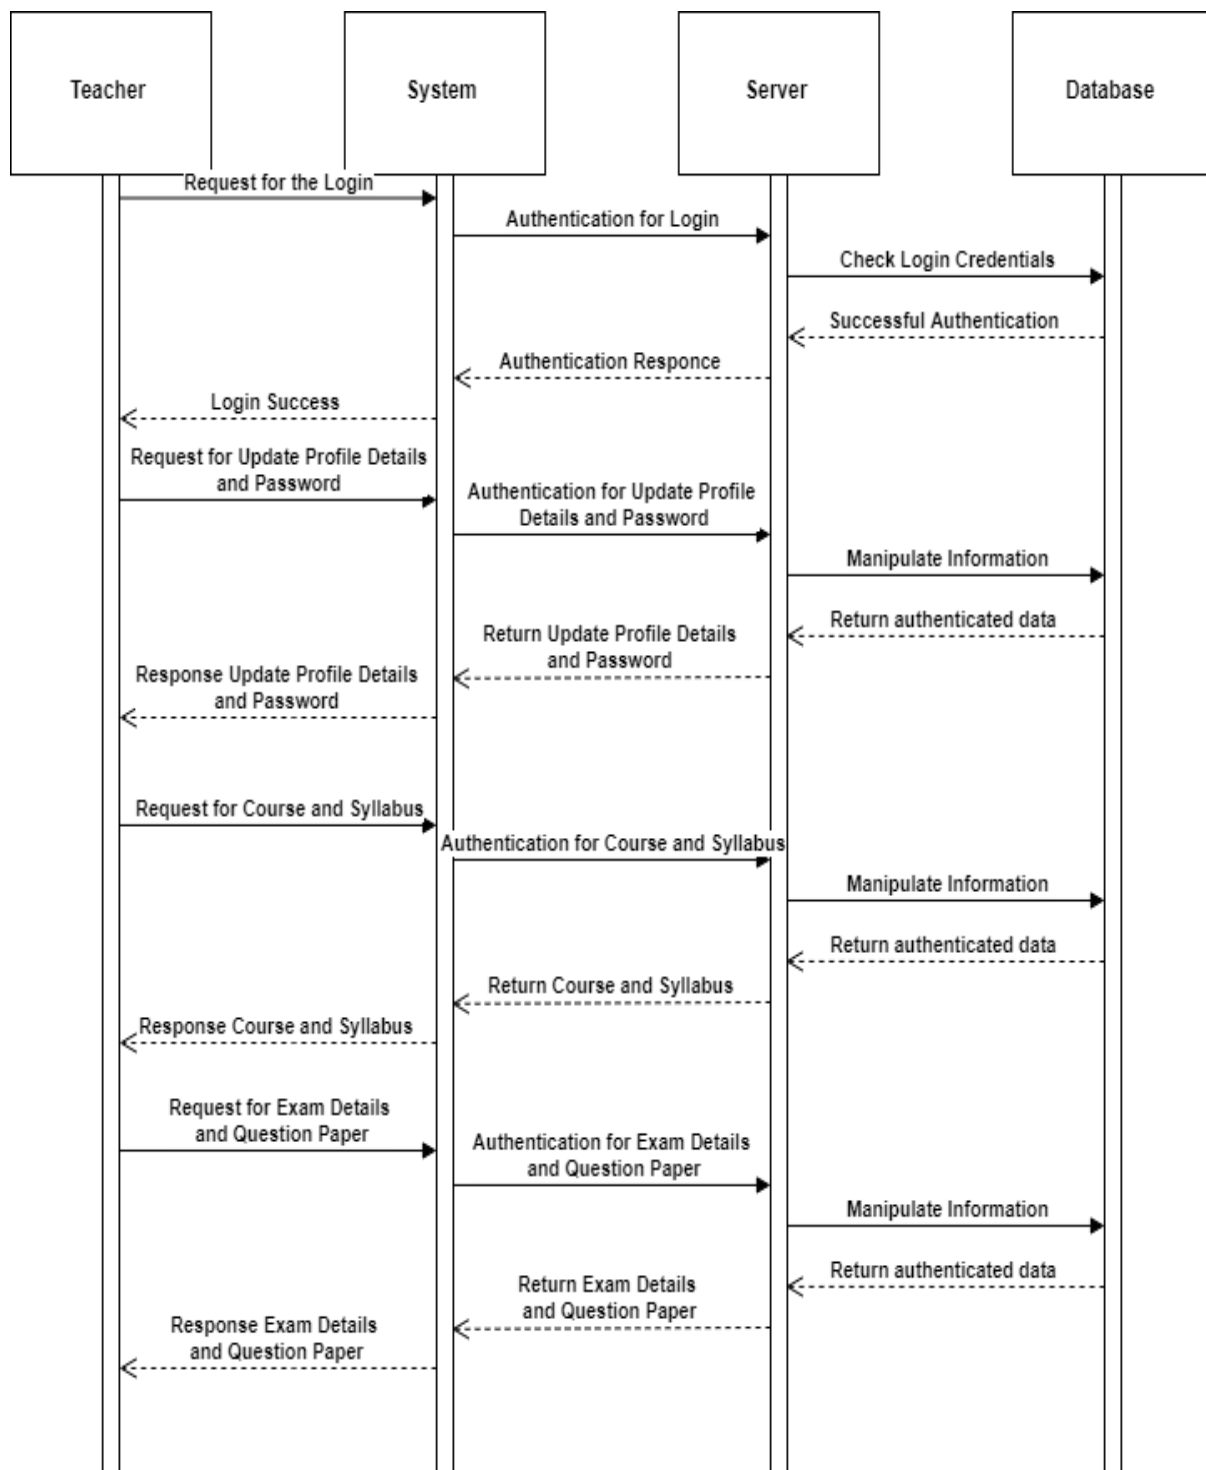 Teacher
System
Server
Database
Request for the Login
Authentication for Login
Check Login Credentials
Successful Authentication
Authentication Responce
Login Success
Request for Update Profile Details
and Password
Authentication for Update Profile
Details and Password
Manipulate Information
Return authenticated data
Return Update Profile Details
and Password
Response Update Profile Details
and Password
Request for Course and Syllabus
Authentication for Course and Syllabus
Manipulate Information
Return authenticated data
Return Course and Syllabus
Response Course and Syllabus
Request for Exam Details
and Question Paper
Authentication for Exam Details
and Question Paper
Manipulate Information
Return authenticated data
Return Exam Details
and Question Paper
Response Exam Details
and Question Paper